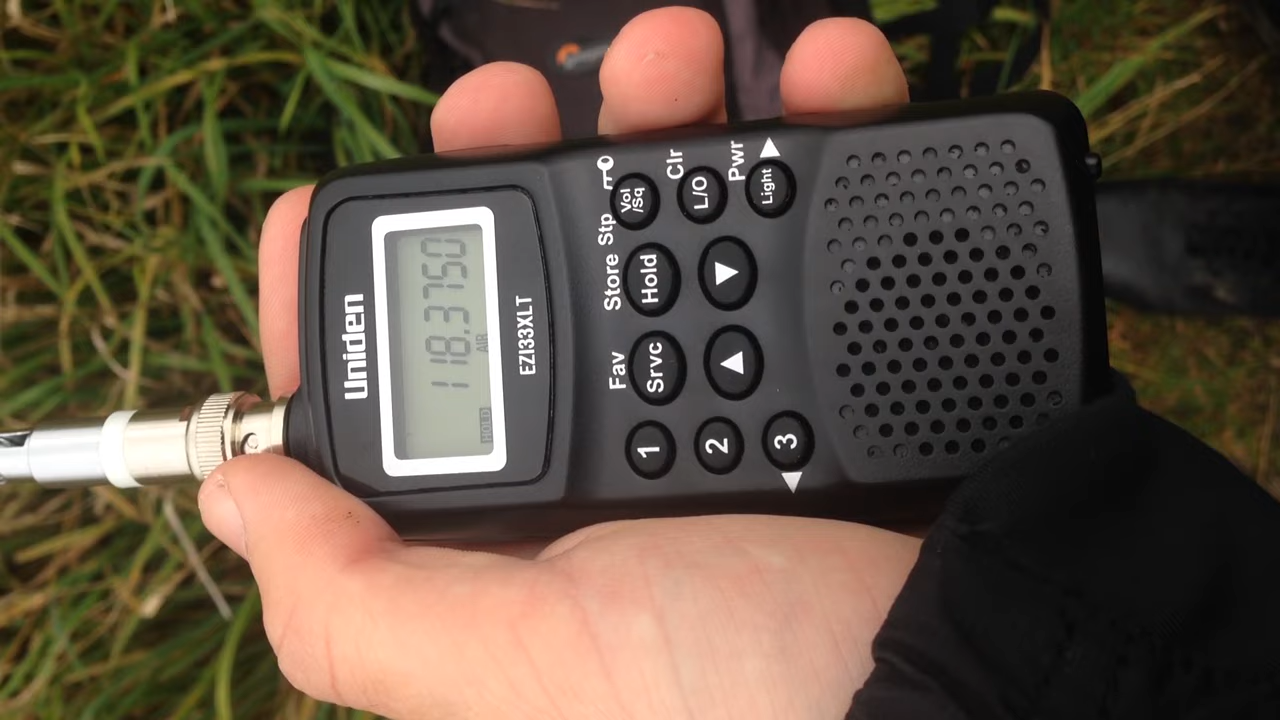 Uniden
118.3750
HOLD AIR
EZI33XLT
Fav Store Stp
1 Srvc Hold Vol/Sq
Clr
2 L/O
Pwr
3 Light